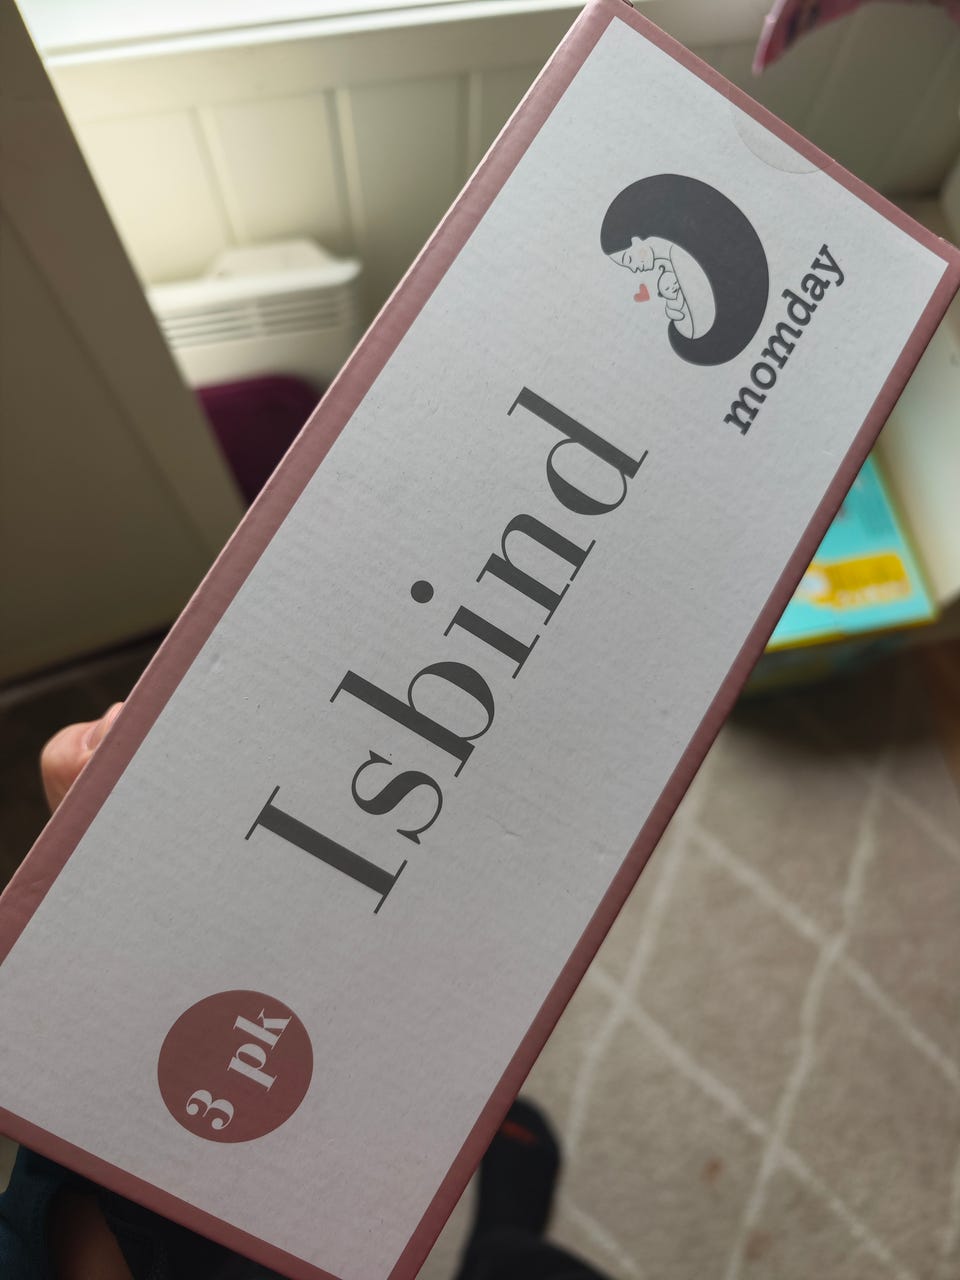 momday
Isbind
3 pk